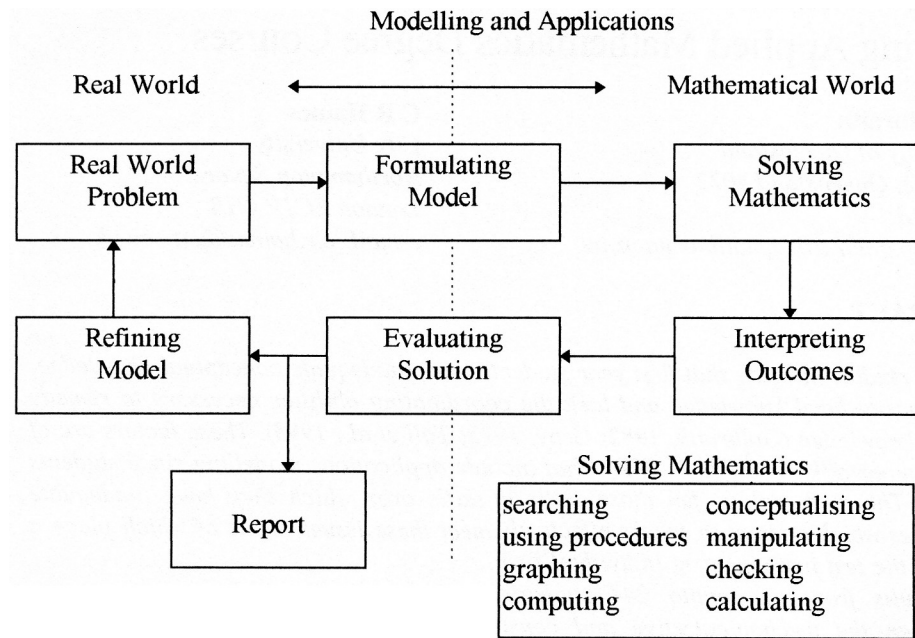 Modelling and Applications
Real World
Mathematical World
Real World
Problem
Formulating
Model
Solving
Mathematics
Refining
Model
Evaluating
Solution
Interpreting
Outcomes
Report
Solving Mathematics
searching conceptualising
using procedures manipulating
graphing checking
computing calculating